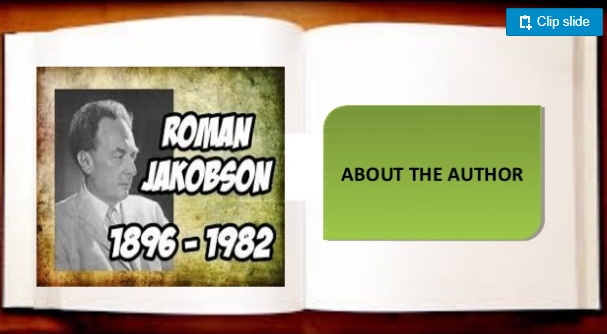 Clip slide
ROMAN
JAKOBSON
1896 - 1982
ABOUT THE AUTHOR